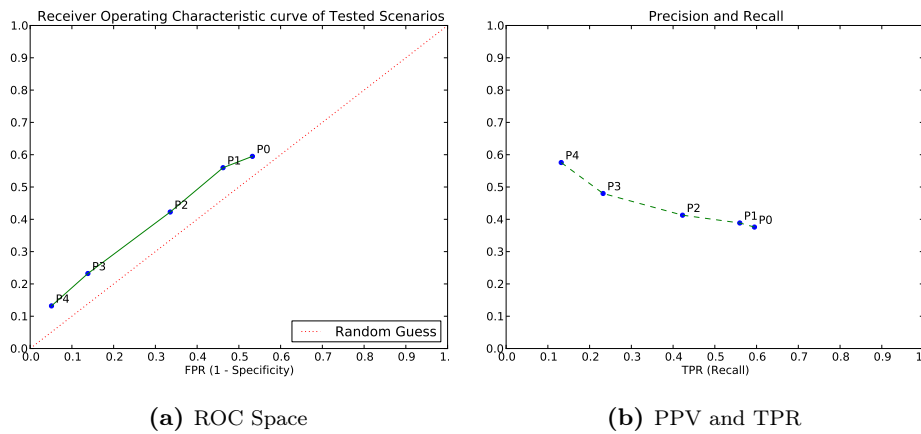 Receiver Operating Characteristic curve of Tested Scenarios
1.0
0.9
0.8
0.7
0.6
0.5
0.4
0.3
0.2
0.1
0.0
P0
P1
P2
P3
P4
Random Guess
0.0 0.1 0.2 0.3 0.4 0.5 0.6 0.7 0.8 0.9 1.
FPR (1 - Specificity)
(a) ROC Space
Precision and Recall
1.0
0.9
0.8
0.7
0.6
0.5
0.4
0.3
0.2
0.1
0.0
P4
P3
P2
P1
P0
0.0 0.1 0.2 0.3 0.4 0.5 0.6 0.7 0.8 0.9 1
TPR (Recall)
(b) PPV and TPR